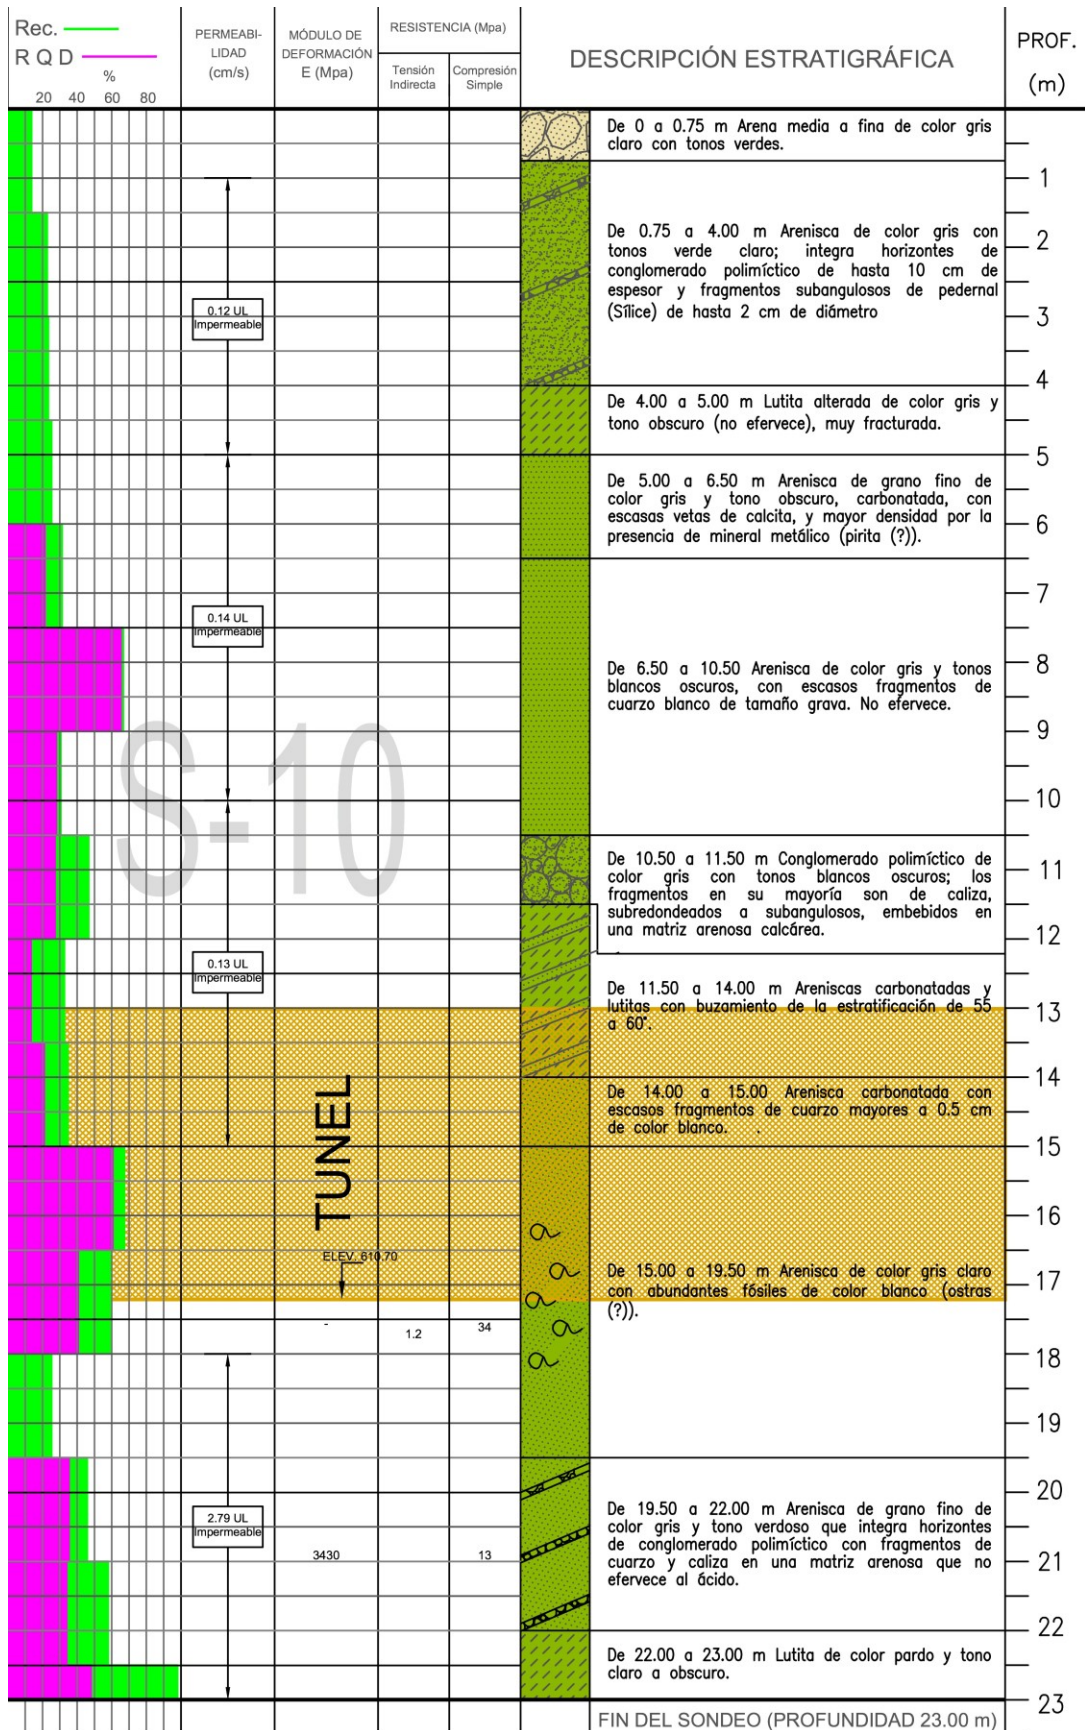 Rec.
R Q D
%
20 40 60 80
PERMEABI-
LIDAD
(cm/s)
MÓDULO DE
DEFORMACIÓN
E (Mpa)
RESISTENCIA (Mpa)
Tensión
Indirecta
Compresión
Simple
DESCRIPCIÓN ESTRATIGRÁFICA
PROF.
(m)
De 0 a 0.75 m Arena media a fina de color gris
claro con tonos verdes.
1
De 0.75 a 4.00 m Arenisca de color gris con
tonos verde claro; integra horizontes de
conglomerado polimíctico de hasta 10 cm de
espesor y fragmentos subangulosos de pedernal
(Sílice) de hasta 2 cm de diámetro
2
0.12 UL
Impermeable
3
4
De 4.00 a 5.00 m Lutita alterada de color gris y
tono obscuro (no efervece), muy fracturada.
5
De 5.00 a 6.50 m Arenisca de grano fino de
color gris y tono obscuro, carbonatada, con
escasas vetas de calcita, y mayor densidad por la
presencia de mineral metálico (pirita (?)).
6
7
0.14 UL
Impermeable
8
De 6.50 a 10.50 Arenisca de color gris y tonos
blancos oscuros, con escasos fragmentos de
cuarzo blanco de tamaño grava. No efervece.
9
S-10
10
De 10.50 a 11.50 m Conglomerado polimíctico de
color gris con tonos blancos oscuros; los
fragmentos en su mayoría son de caliza,
subredondeados a subangulosos, embebidos en
una matriz arenosa calcárea.
11
12
0.13 UL
Impermeable
De 11.50 a 14.00 m Areniscas carbonatadas y
lutitas con buzamiento de la estratificación de 55
a 60°.
13
14
TUNEL
De 14.00 a 15.00 Arenisca carbonatada con
escasos fragmentos de cuarzo mayores a 0.5 cm
de color blanco. .
15
16
ELEV. 610.70
De 15.00 a 19.50 m Arenisca de color gris claro
con abundantes fósiles de color blanco (ostras
(?)).
17
-
1.2
34
18
19
20
2.79 UL
Impermeable
De 19.50 a 22.00 m Arenisca de grano fino de
color gris y tono verdoso que integra horizontes
de conglomerado polimíctico con fragmentos de
cuarzo y caliza en una matriz arenosa que no
efervece al ácido.
3430
13
21
22
De 22.00 a 23.00 m Lutita de color pardo y tono
claro a obscuro.
23
FIN DEL SONDEO (PROFUNDIDAD 23.00 m)